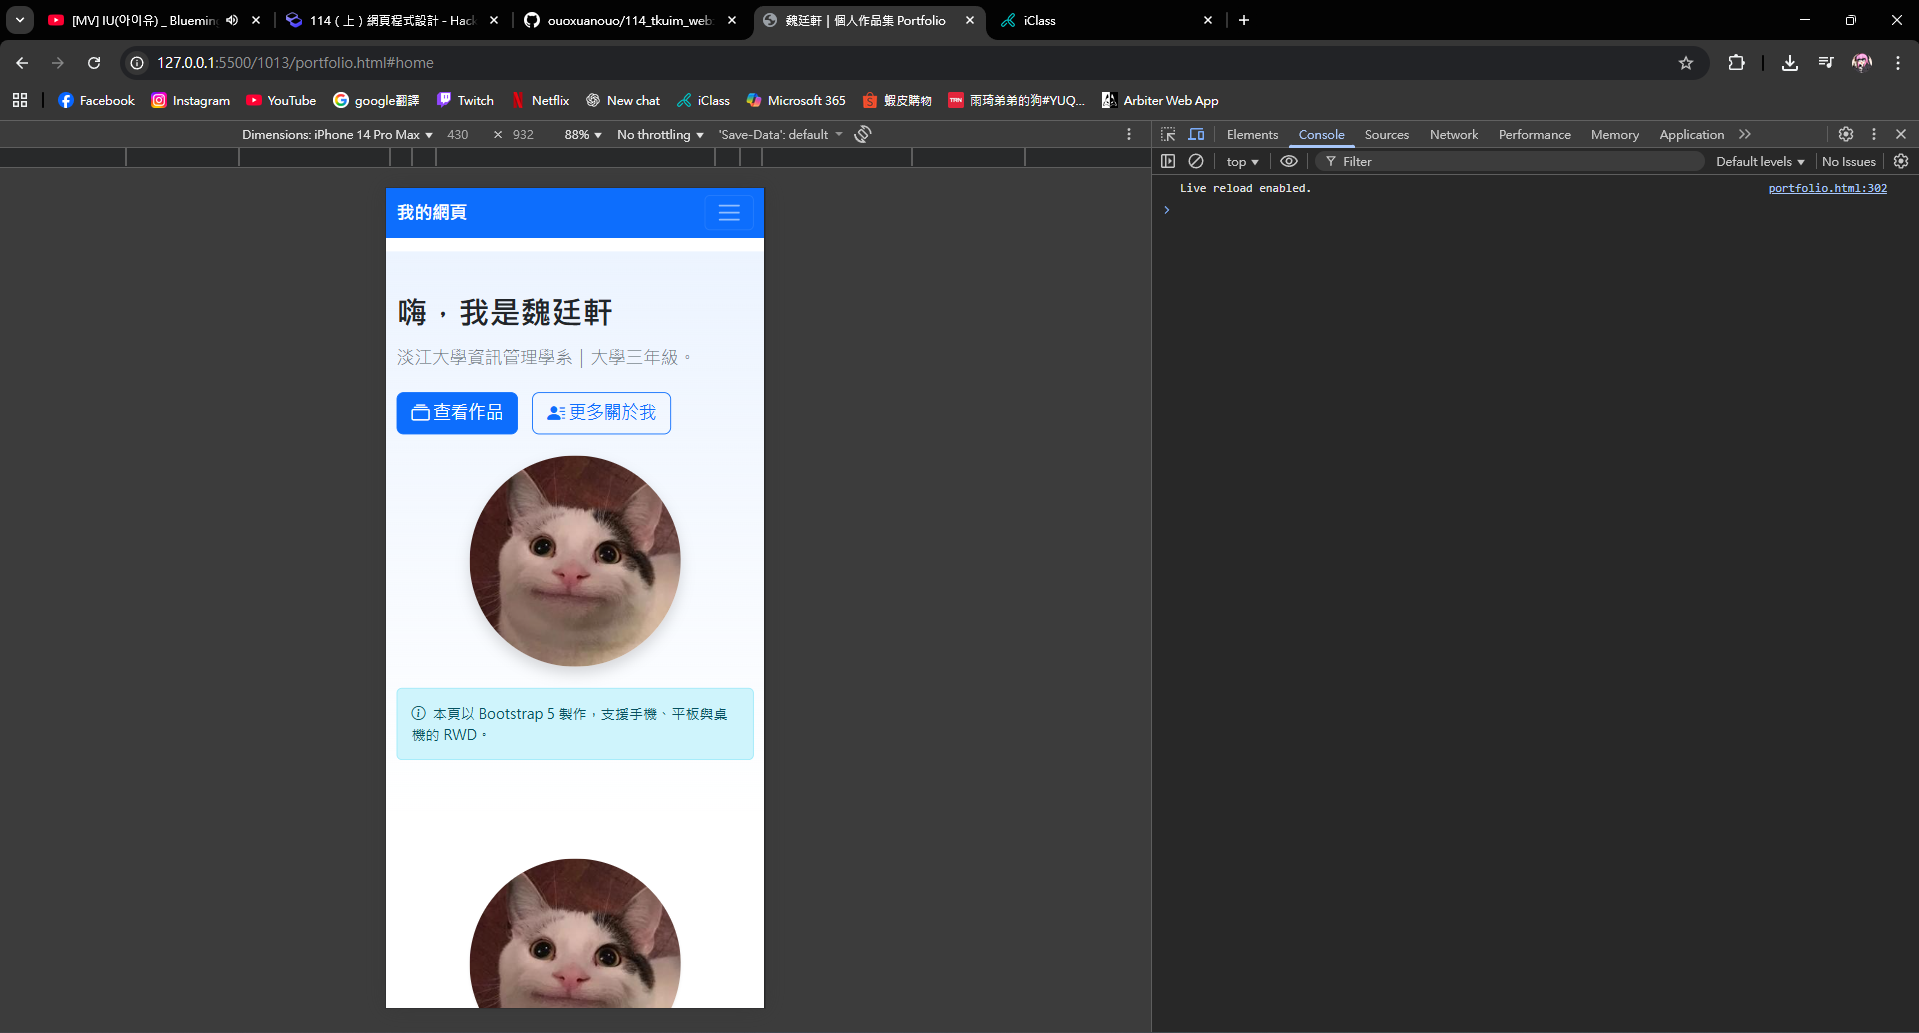 [MV] IU(아이유) _ Blueming
114（上）網頁程式設計 - Hack
ouoxuanouo/114_tkuim_web
魏廷軒｜個人作品集 Portfolio
iClass
127.0.0.1:5500/1013/portfolio.html#home
Facebook
Instagram
YouTube
google翻譯
Twitch
Netflix
New chat
iClass
Microsoft 365
蝦皮購物
雨琦弟弟的狗#YUQ...
Arbiter Web App
Dimensions: iPhone 14 Pro Max
430 × 932
88%
No throttling
'Save-Data': default
Elements
Console
Sources
Network
Performance
Memory
Application
top
Filter
Default levels
No Issues
Live reload enabled.
portfolio.html:302
我的網頁
嗨，我是魏廷軒
淡江大學資訊管理學系｜大學三年級。
查看作品
更多關於我
本頁以 Bootstrap 5 製作，支援手機、平板與桌
機的 RWD。